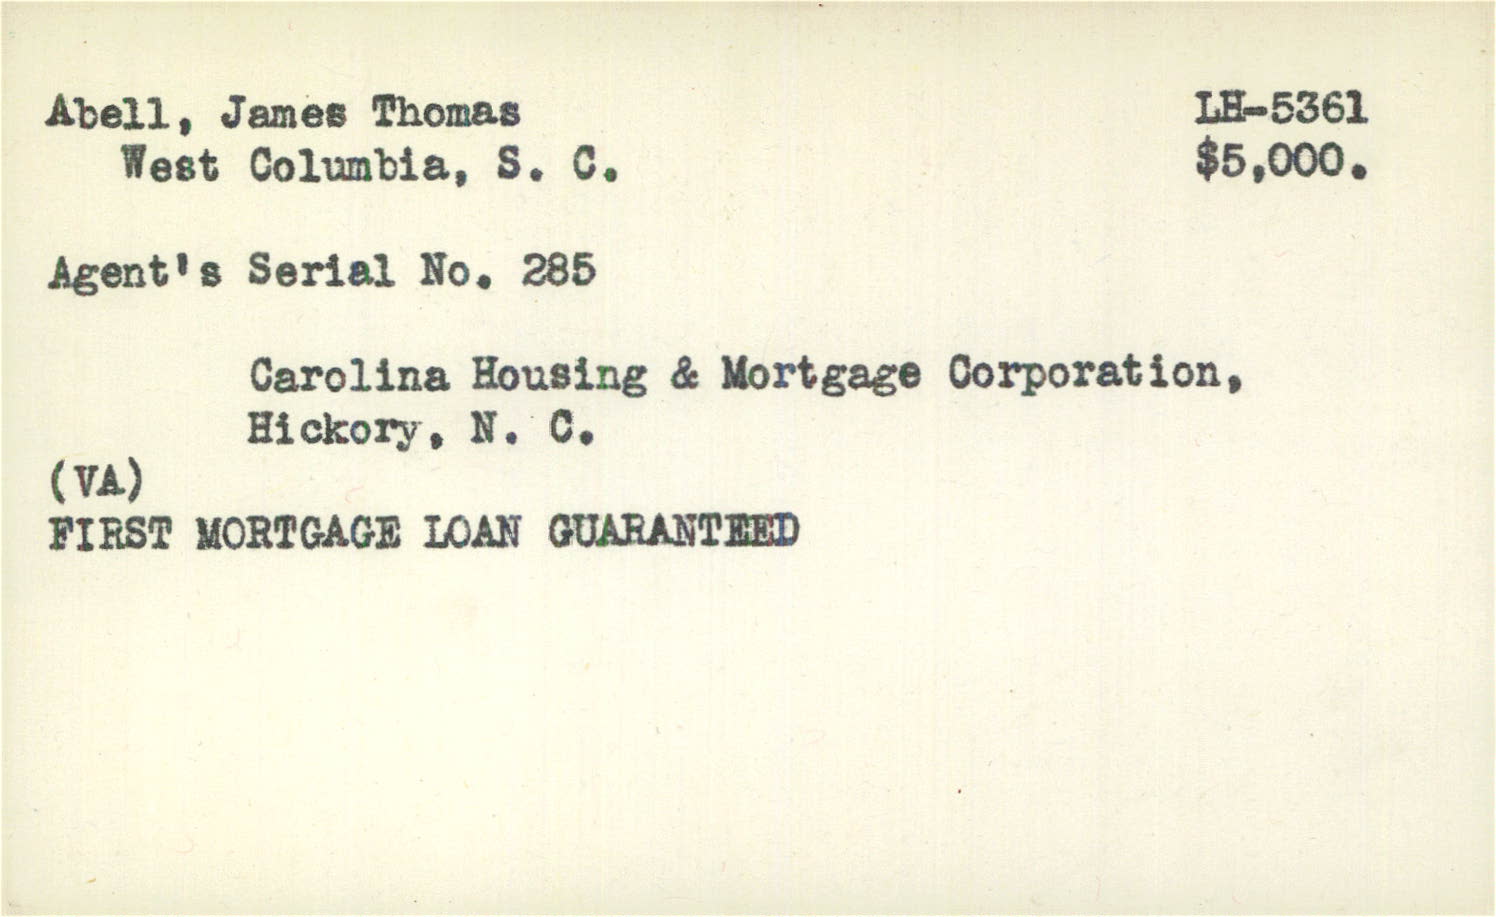 Abell, James Thomas LH-5361
West Columbia, S. C. $5,000.
Agent's Serial No. 285
Carolina Housing & Mortgage Corporation,
Hickory, N. C.
(VA)
FIRST MORTGAGE LOAN GUARANTEED